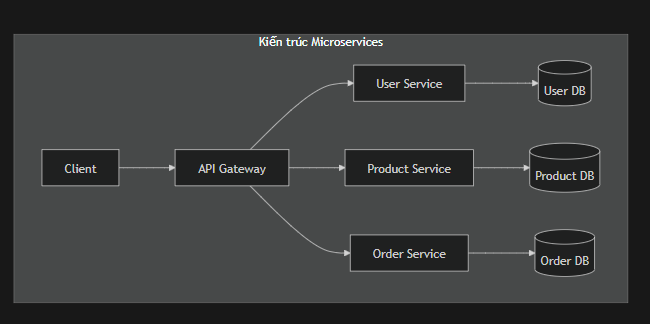 Kiến trúc Microservices
User Service
User DB
Client
API Gateway
Product Service
Product DB
Order Service
Order DB